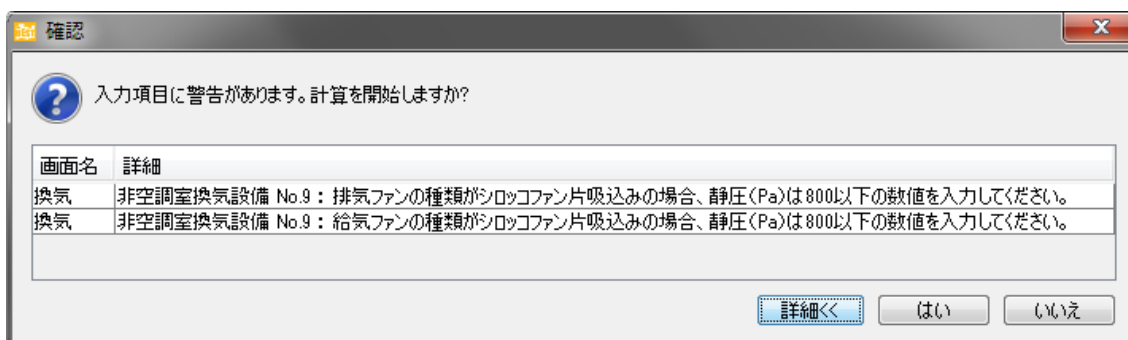 確認
入力項目に警告があります。計算を開始しますか?
画面名 詳細
換気 非空調室換気設備 No.9 : 排気ファンの種類がシロッコファン片吸込みの場合、静圧(Pa)は800以下の数値を入力してください。
換気 非空調室換気設備 No.9 : 給気ファンの種類がシロッコファン片吸込みの場合、静圧(Pa)は800以下の数値を入力してください。
詳細<< はい いいえ